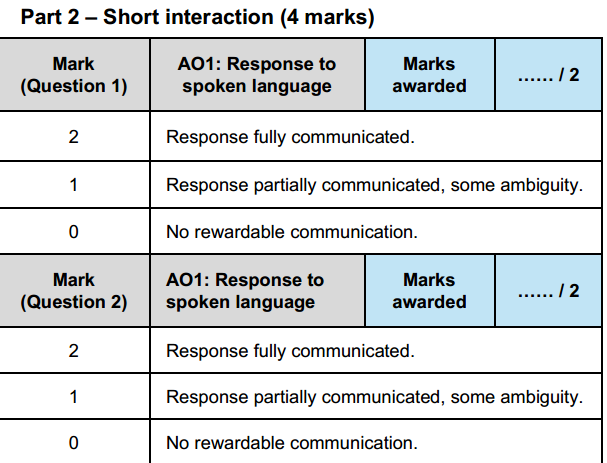 Part 2 – Short interaction (4 marks)
Mark (Question 1) AO1: Response to spoken language Marks awarded …… / 2
2 Response fully communicated.
1 Response partially communicated, some ambiguity.
0 No rewardable communication.
Mark (Question 2) AO1: Response to spoken language Marks awarded …… / 2
2 Response fully communicated.
1 Response partially communicated, some ambiguity.
0 No rewardable communication.